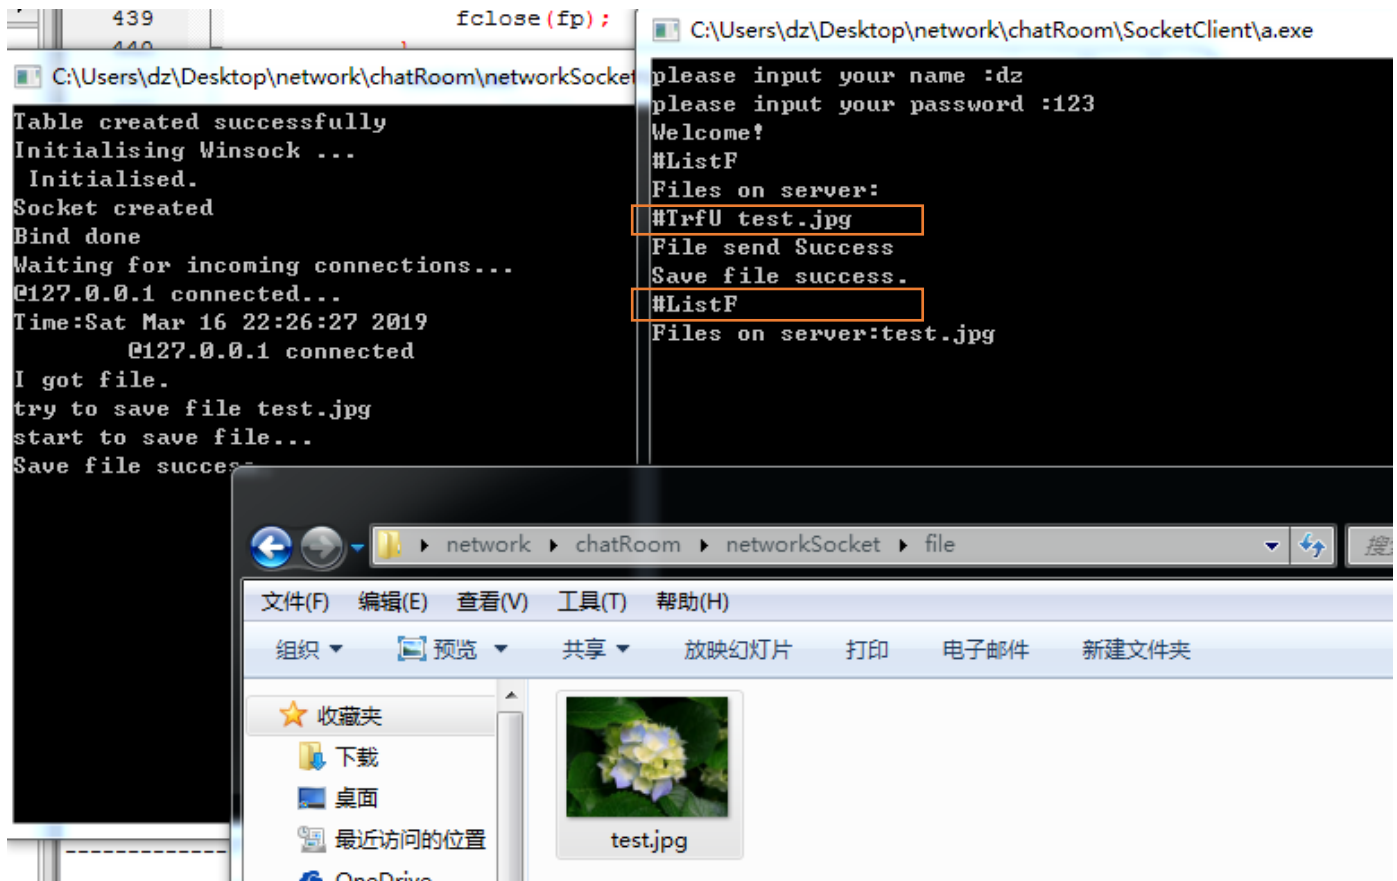 439
fclose(fp);
C:\Users\dz\Desktop\network\chatRoom\SocketClient\a.exe
C:\Users\dz\Desktop\network\chatRoom\networkSocket
Table created successfully
Initialising Winsock ...
Initialised.
Socket created
Bind done
Waiting for incoming connections...
@127.0.0.1 connected...
Time:Sat Mar 16 22:26:27 2019
@127.0.0.1 connected
I got file.
try to save file test.jpg
start to save file...
Save file success
please input your name :dz
please input your password :123
Welcome!
#ListF
Files on server:
#TrfU test.jpg
File send Success
Save file success.
#ListF
Files on server:test.jpg
network chatRoom networkSocket file
文件(F) 编辑(E) 查看(V) 工具(T) 帮助(H)
组织 预览 共享 放映幻灯片 打印 电子邮件 新建文件夹
收藏夹
下载
桌面
最近访问的位置
OneDrive
test.jpg